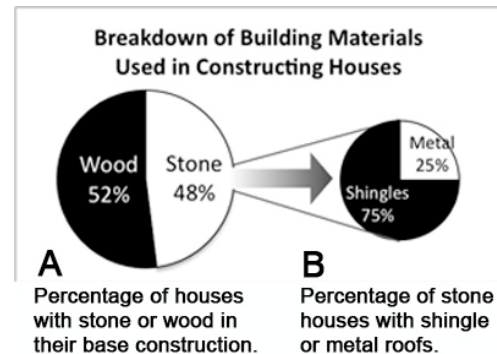 Breakdown of Building Materials
Used in Constructing Houses
Wood
52%
Stone
48%
Metal
25%
Shingles
75%
A
Percentage of houses
with stone or wood in
their base construction.
B
Percentage of stone
houses with shingle
or metal roofs.